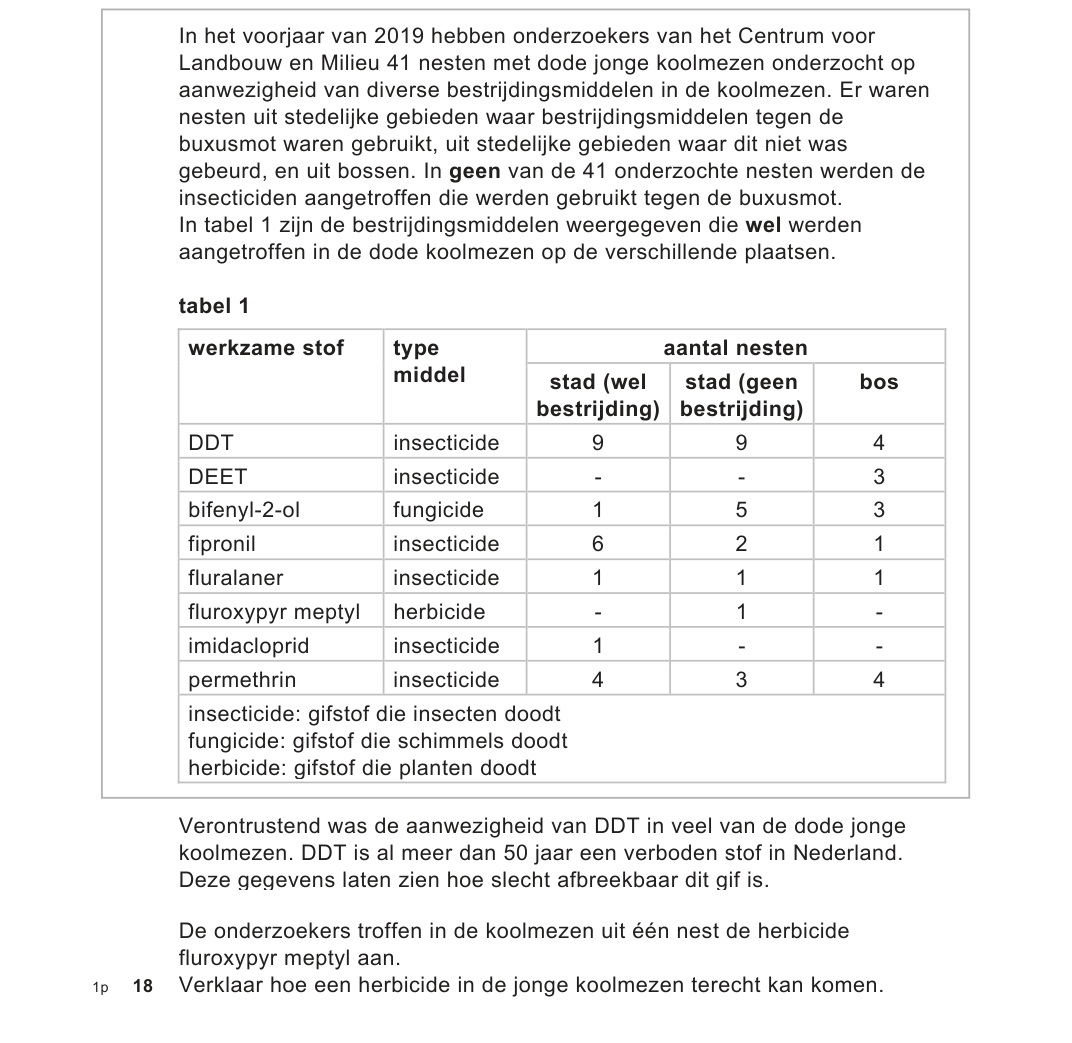 In het voorjaar van 2019 hebben onderzoekers van het Centrum voor
Landbouw en Milieu 41 nesten met dode jonge koolmezen onderzocht op
aanwezigheid van diverse bestrijdingsmiddelen in de koolmezen. Er waren
nesten uit stedelijke gebieden waar bestrijdingsmiddelen tegen de
buxusmot waren gebruikt, uit stedelijke gebieden waar dit niet was
gebeurd, en uit bossen. In geen van de 41 onderzochte nesten werden de
insecticiden aangetroffen die werden gebruikt tegen de buxusmot.
In tabel 1 zijn de bestrijdingsmiddelen weergegeven die wel werden
aangetroffen in de dode koolmezen op de verschillende plaatsen.
tabel 1
werkzame stof type middel aantal nesten
stad (wel bestrijding) stad (geen bestrijding) bos
DDT insecticide 9 9 4
DEET insecticide - - 3
bifenyl-2-ol fungicide 1 5 3
fipronil insecticide 6 2 1
fluralaner insecticide 1 1 1
fluroxypyr meptyl herbicide - 1 -
imidacloprid insecticide 1 - -
permethrin insecticide 4 3 4
insecticide: gifstof die insecten doodt
fungicide: gifstof die schimmels doodt
herbicide: gifstof die planten doodt
Verontrustend was de aanwezigheid van DDT in veel van de dode jonge
koolmezen. DDT is al meer dan 50 jaar een verboden stof in Nederland.
Deze gegevens laten zien hoe slecht afbreekbaar dit gif is.
De onderzoekers troffen in de koolmezen uit één nest de herbicide
fluroxypyr meptyl aan.
1p 18 Verklaar hoe een herbicide in de jonge koolmezen terecht kan komen.